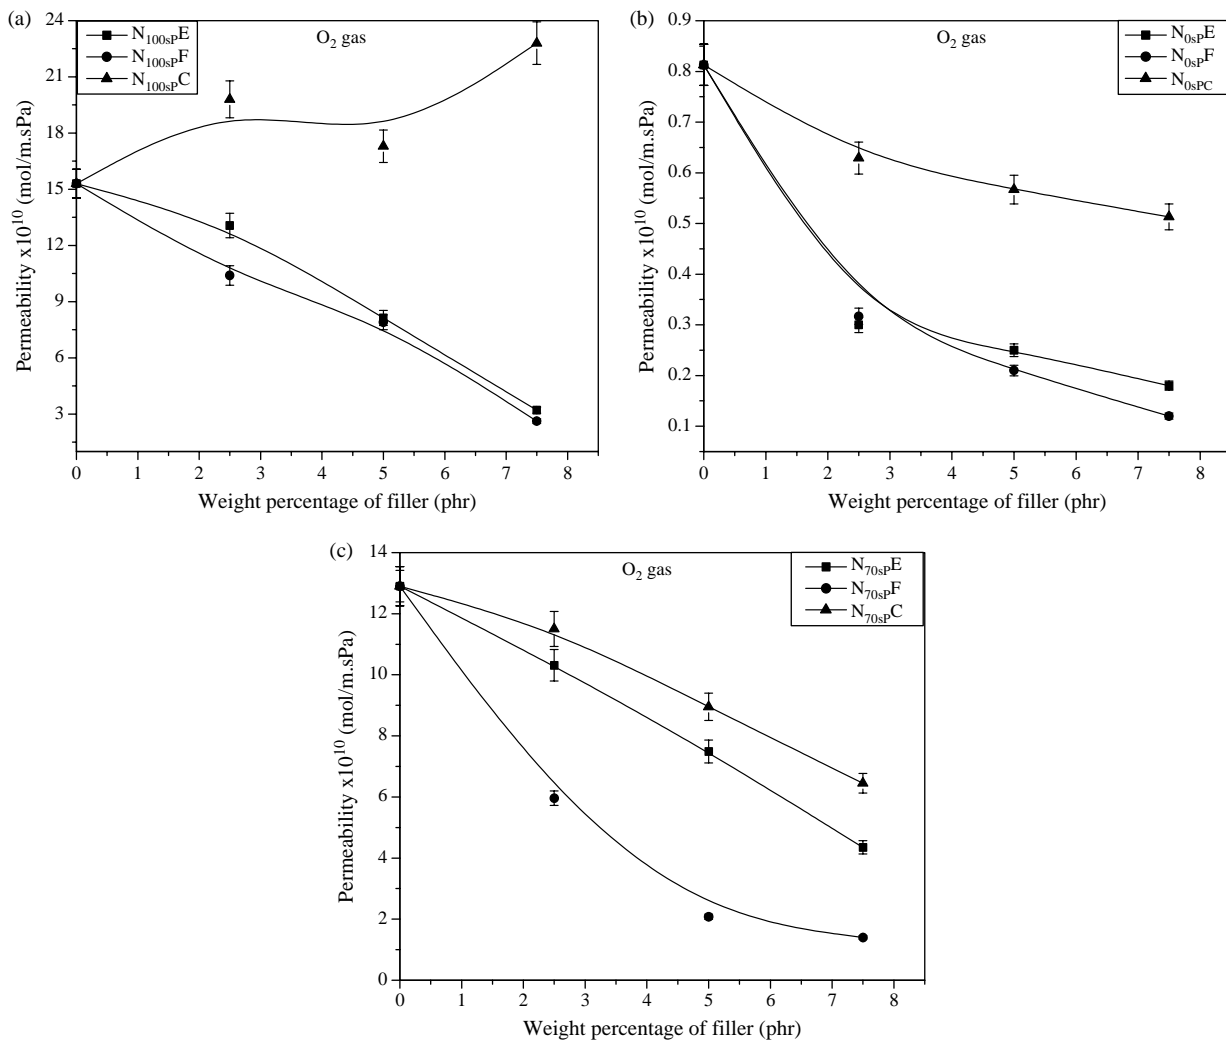 (a)
N100sPE
N100sPF
N100sPC
O2 gas
24
21
18
15
12
9
6
3
Permeability x10^10 (mol/m.sPa)
0 1 2 3 4 5 6 7 8
Weight percentage of filler (phr)
(b)
N0sPE
N0sPF
N0sPC
O2 gas
0.9
0.8
0.7
0.6
0.5
0.4
0.3
0.2
0.1
Permeability x10^10 (mol/m.sPa)
0 1 2 3 4 5 6 7 8
Weight percentage of filler (phr)
(c)
N70sPE
N70sPF
N70sPC
O2 gas
14
12
10
8
6
4
2
0
Permeability x10^10 (mol/m.sPa)
0 1 2 3 4 5 6 7 8
Weight percentage of filler (phr)